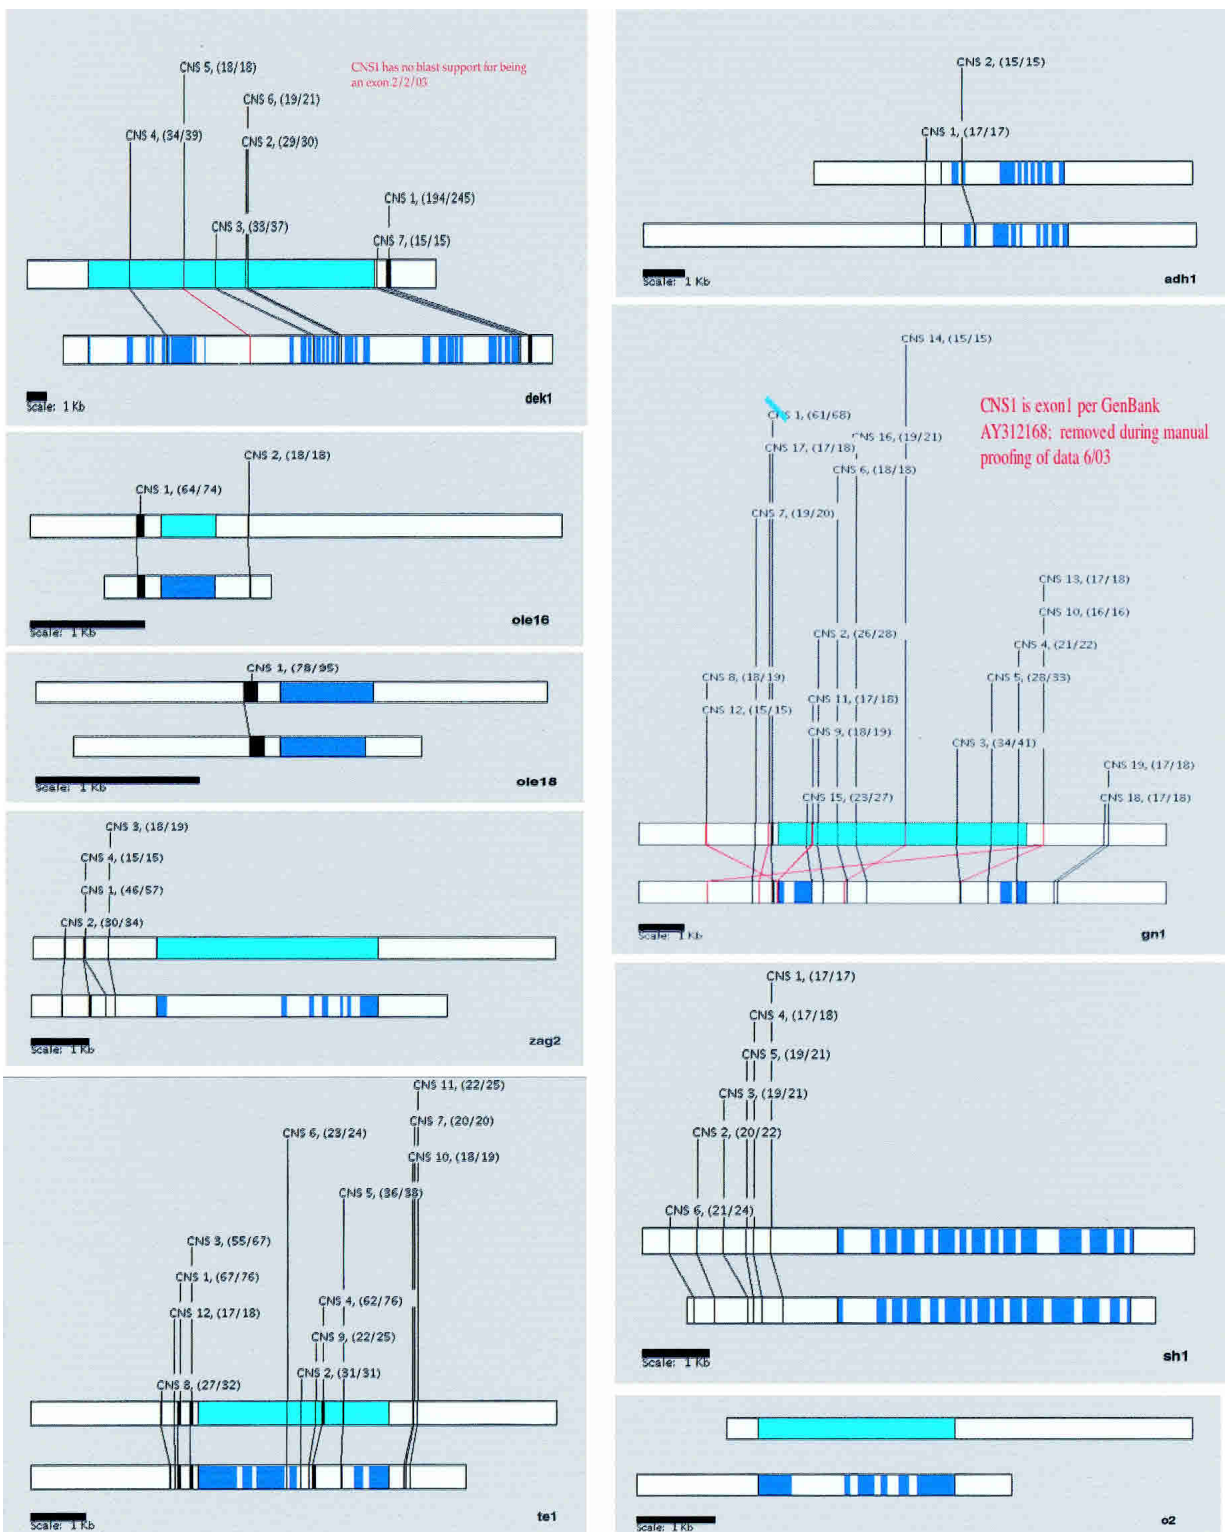 CNS 5, (18/18)
CNS1 has no blast support for being
an exon 2/2/03
CNS 6, (19/21)
CNS 4, (34/39)
CNS 2, (29/30)
CNS 1, (194/245)
CNS 3, (33/37)
CNS 7, (15/15)
Scale: 1 Kb
dek1
CNS 2, (18/18)
CNS 1, (64/74)
Scale: 1 Kb
ole16
CNS 1, (78/95)
Scale: 1 Kb
ole18
CNS 3, (18/19)
CNS 4, (15/15)
CNS 1, (46/57)
CNS 2, (30/34)
Scale: 1 Kb
zag2
CNS 11, (22/25)
CNS 7, (20/20)
CNS 6, (23/24)
CNS 10, (18/19)
CNS 5, (36/38)
CNS 3, (55/67)
CNS 1, (67/76)
CNS 4, (62/76)
CNS 12, (17/18)
CNS 9, (22/25)
CNS 2, (31/31)
CNS 8, (27/32)
Scale: 1 Kb
te1
CNS 2, (15/15)
CNS 1, (17/17)
Scale: 1 Kb
adh1
CNS 14, (15/15)
CNS1 is exon1 per GenBank
AY312168; removed during manual
proofing of data 6/03
CNS 1, (61/68)
CNS 16, (19/21)
CNS 17, (17/18)
CNS 6, (18/18)
CNS 7, (19/20)
CNS 13, (17/18)
CNS 10, (16/16)
CNS 2, (26/28)
CNS 4, (21/22)
CNS 8, (18/19)
CNS 5, (28/33)
CNS 11, (17/18)
CNS 12, (15/15)
CNS 9, (18/19)
CNS 3, (34/41)
CNS 19, (17/18)
CNS 15, (23/27)
CNS 18, (17/18)
Scale: 1 Kb
gn1
CNS 1, (17/17)
CNS 4, (17/18)
CNS 5, (19/21)
CNS 3, (19/21)
CNS 2, (20/22)
CNS 6, (21/24)
Scale: 1 Kb
sh1
Scale: 1 Kb
o2